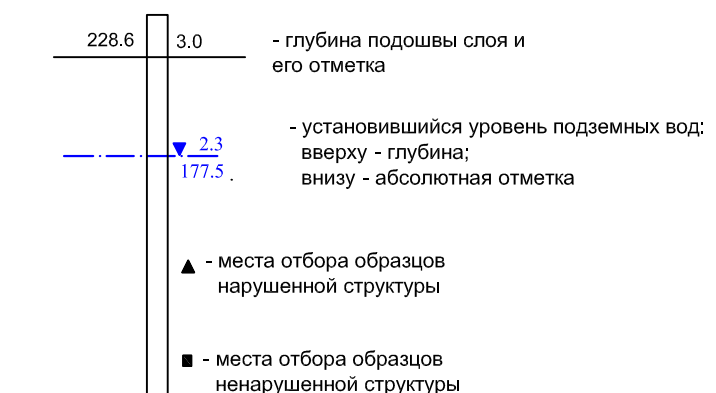 228.6 3.0 - глубина подошвы слоя и
его отметка
- установившийся уровень подземных вод:
2.3 вверху - глубина;
177.5 . внизу - абсолютная отметка
- места отбора образцов
нарушенной структуры
- места отбора образцов
ненарушенной структуры